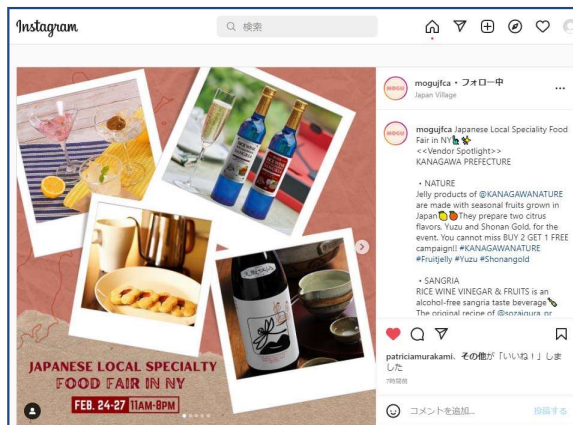 Instagram
検索
JAPANESE LOCAL SPECIALTY
FOOD FAIR IN NY
FEB. 24-27 11AM-8PM
mogujfca • フォロー中
Japan Village
mogujfca Japanese Local Speciality Food
Fair in NY
<<Vendor Spotlight>>
KANAGAWA PREFECTURE
・NATURE
Jelly products of @KANAGAWANATURE
are made with seasonal fruits grown in
Japan They prepare two citrus
flavors, Yuzu and Shonan Gold, for
the event. You cannot miss BUY 2 GET 1 FREE
campaign!! #KANAGAWANATURE
#Fruitjelly #Yuzu #Shonangold
・SANGRIA
RICE WINE VINEGAR & FRUITS is an
alcohol-free sangria taste beverage
The original recipe of @sozaigura or
patriciamurakami、その他が「いいね！」しま
した
7時間前
コメントを追加... 投稿する